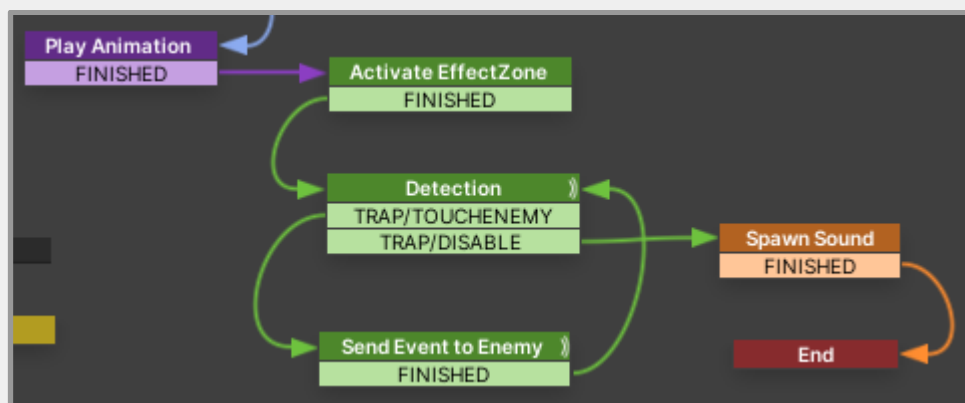 Play Animation
FINISHED
Activate EffectZone
FINISHED
Detection
TRAP/TOUCHENEMY
TRAP/DISABLE
Spawn Sound
FINISHED
Send Event to Enemy
FINISHED
End